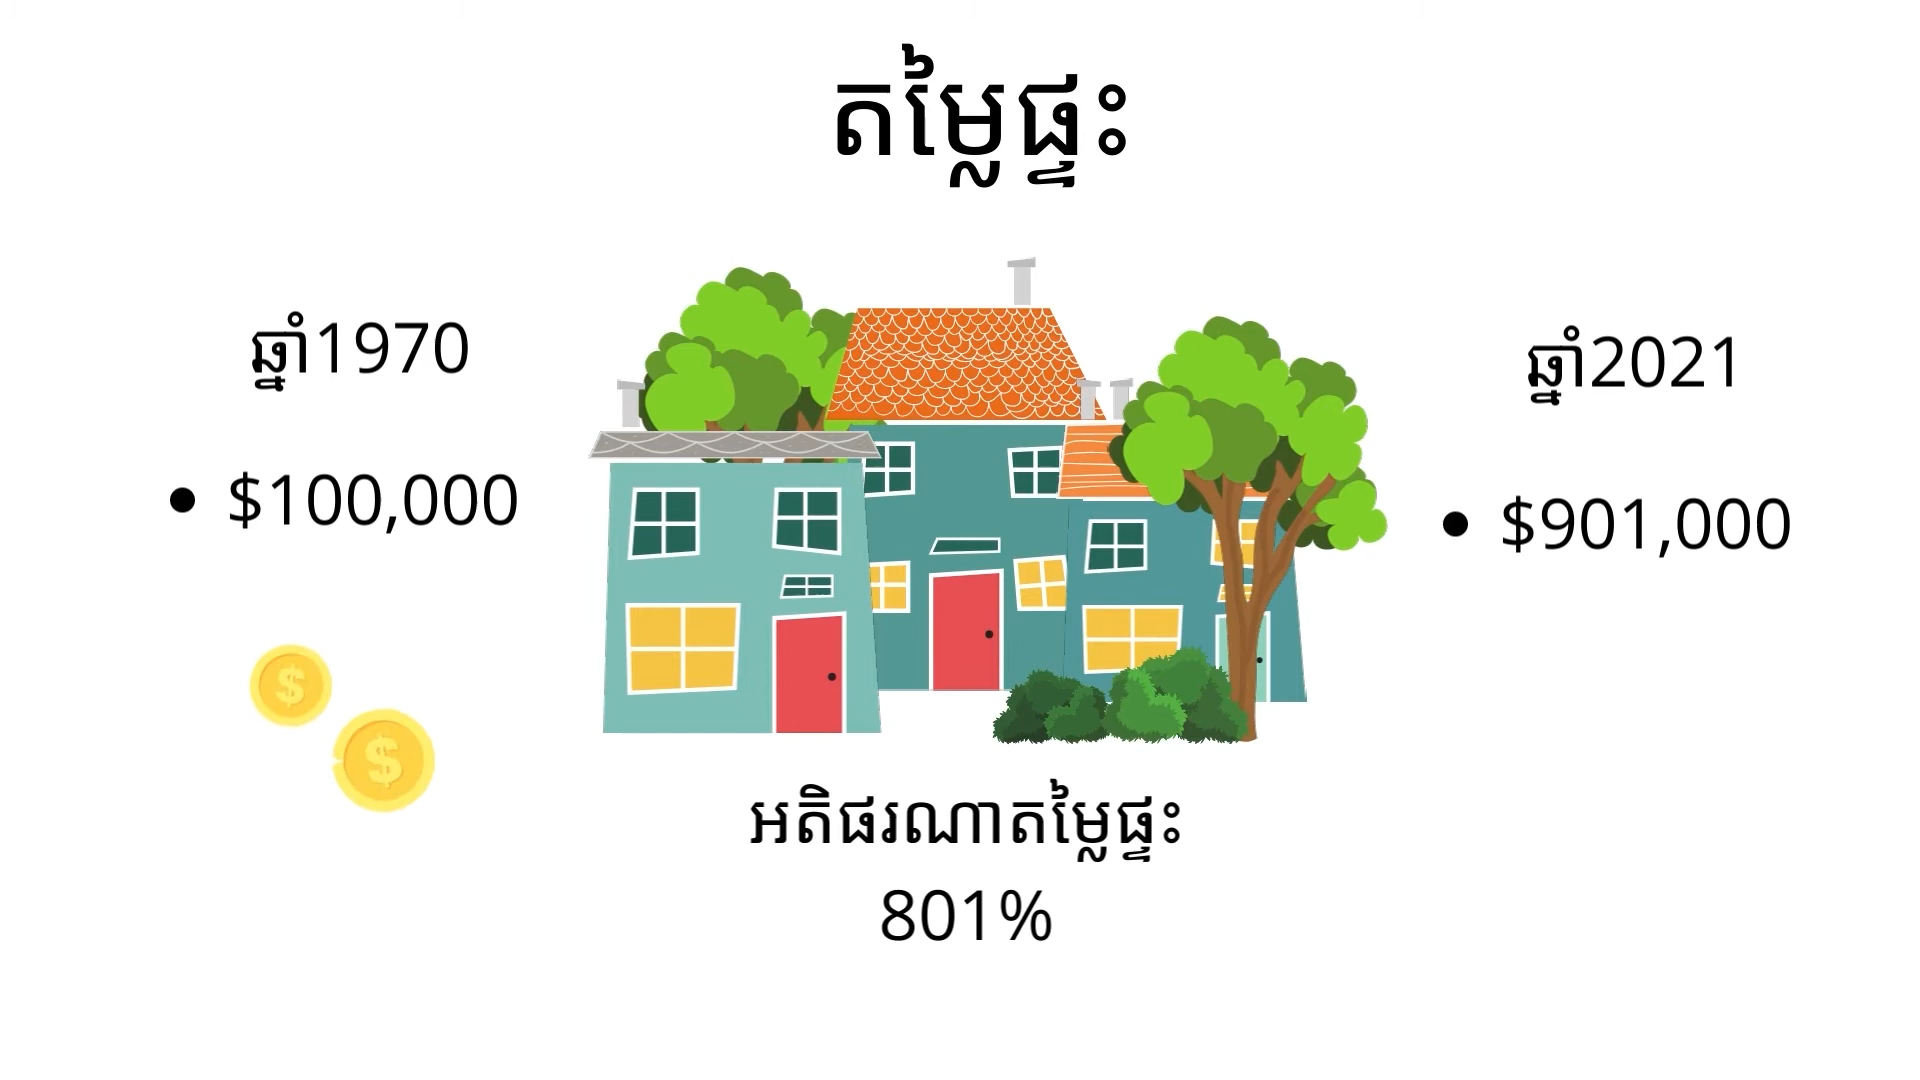 តម្លៃផ្ទះ
ឆ្នាំ1970
• $100,000
ឆ្នាំ2021
• $901,000
អតិផរណាតម្លៃផ្ទះ
801%